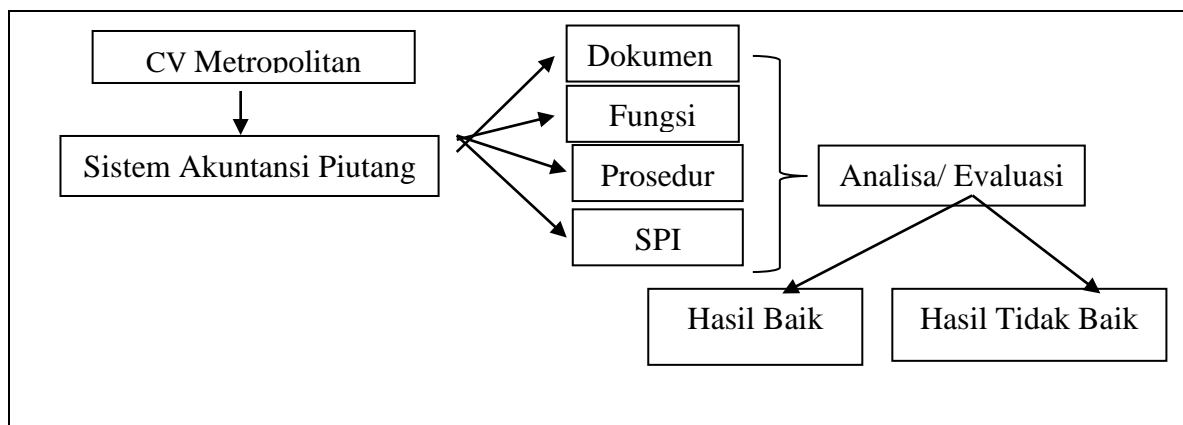 CV Metropolitan
Dokumen
Fungsi
Sistem Akuntansi Piutang
Prosedur
Analisa/ Evaluasi
SPI
Hasil Baik
Hasil Tidak Baik